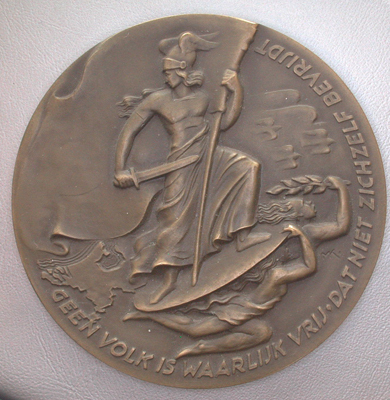 GEEN VOLK IS WAARLIJK VRIJ · DAT NIET ZICHZELF BEVRIJDT